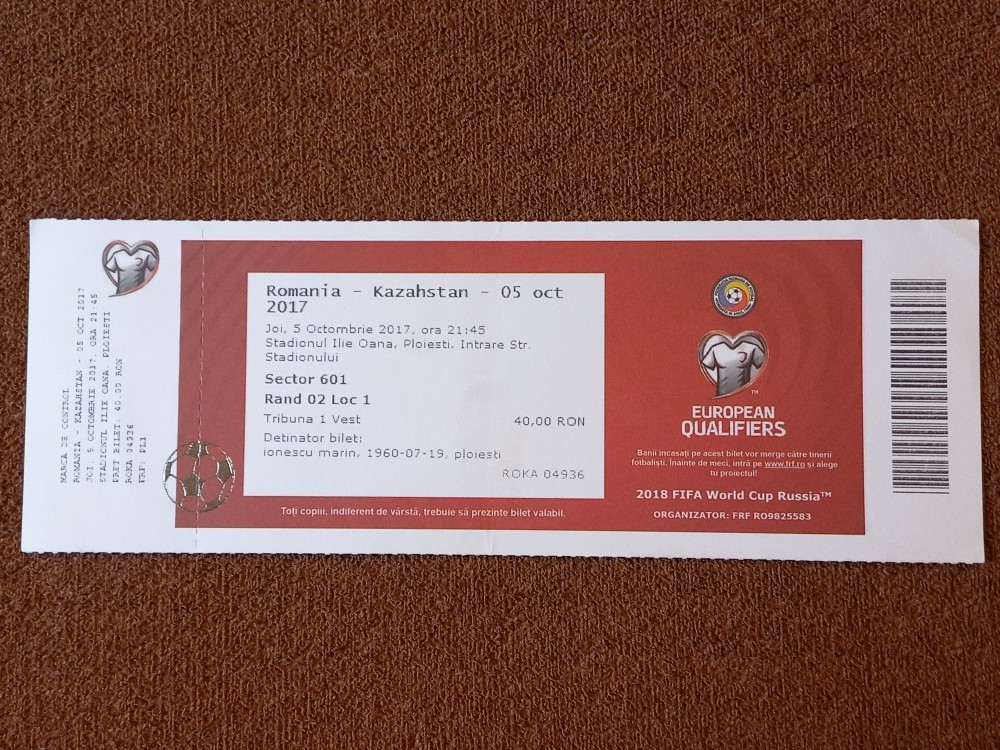 MARCA DE CONTROL
ROMANIA - KAZAHSTAN - 05 OCT 2017
JOI, 5 OCTOMBRIE 2017, ORA 21:45
STADIONUL ILIE OANA, PLOIESTI
PRET BILET: 40.00 RON
ROKA 04936
FRF: PL1
Romania - Kazahstan - 05 oct
2017
Joi, 5 Octombrie 2017, ora 21:45
Stadionul Ilie Oana, Ploiesti, Intrare Str.
Stadionului
Sector 601
Rand 02 Loc 1
Tribuna 1 Vest 40,00 RON
Detinator bilet:
ionescu marin, 1960-07-19, ploiesti
ROKA 04936
Toți copiii, indiferent de vârstă, trebuie să prezinte bilet valabil.
EUROPEAN
QUALIFIERS
Banii incasați pe acest bilet vor merge către tinerii
fotbaliști. Înainte de meci, intră pe www.frf.ro și alege
tu proiectul!
2018 FIFA World Cup Russia™
ORGANIZATOR: FRF RO9825583